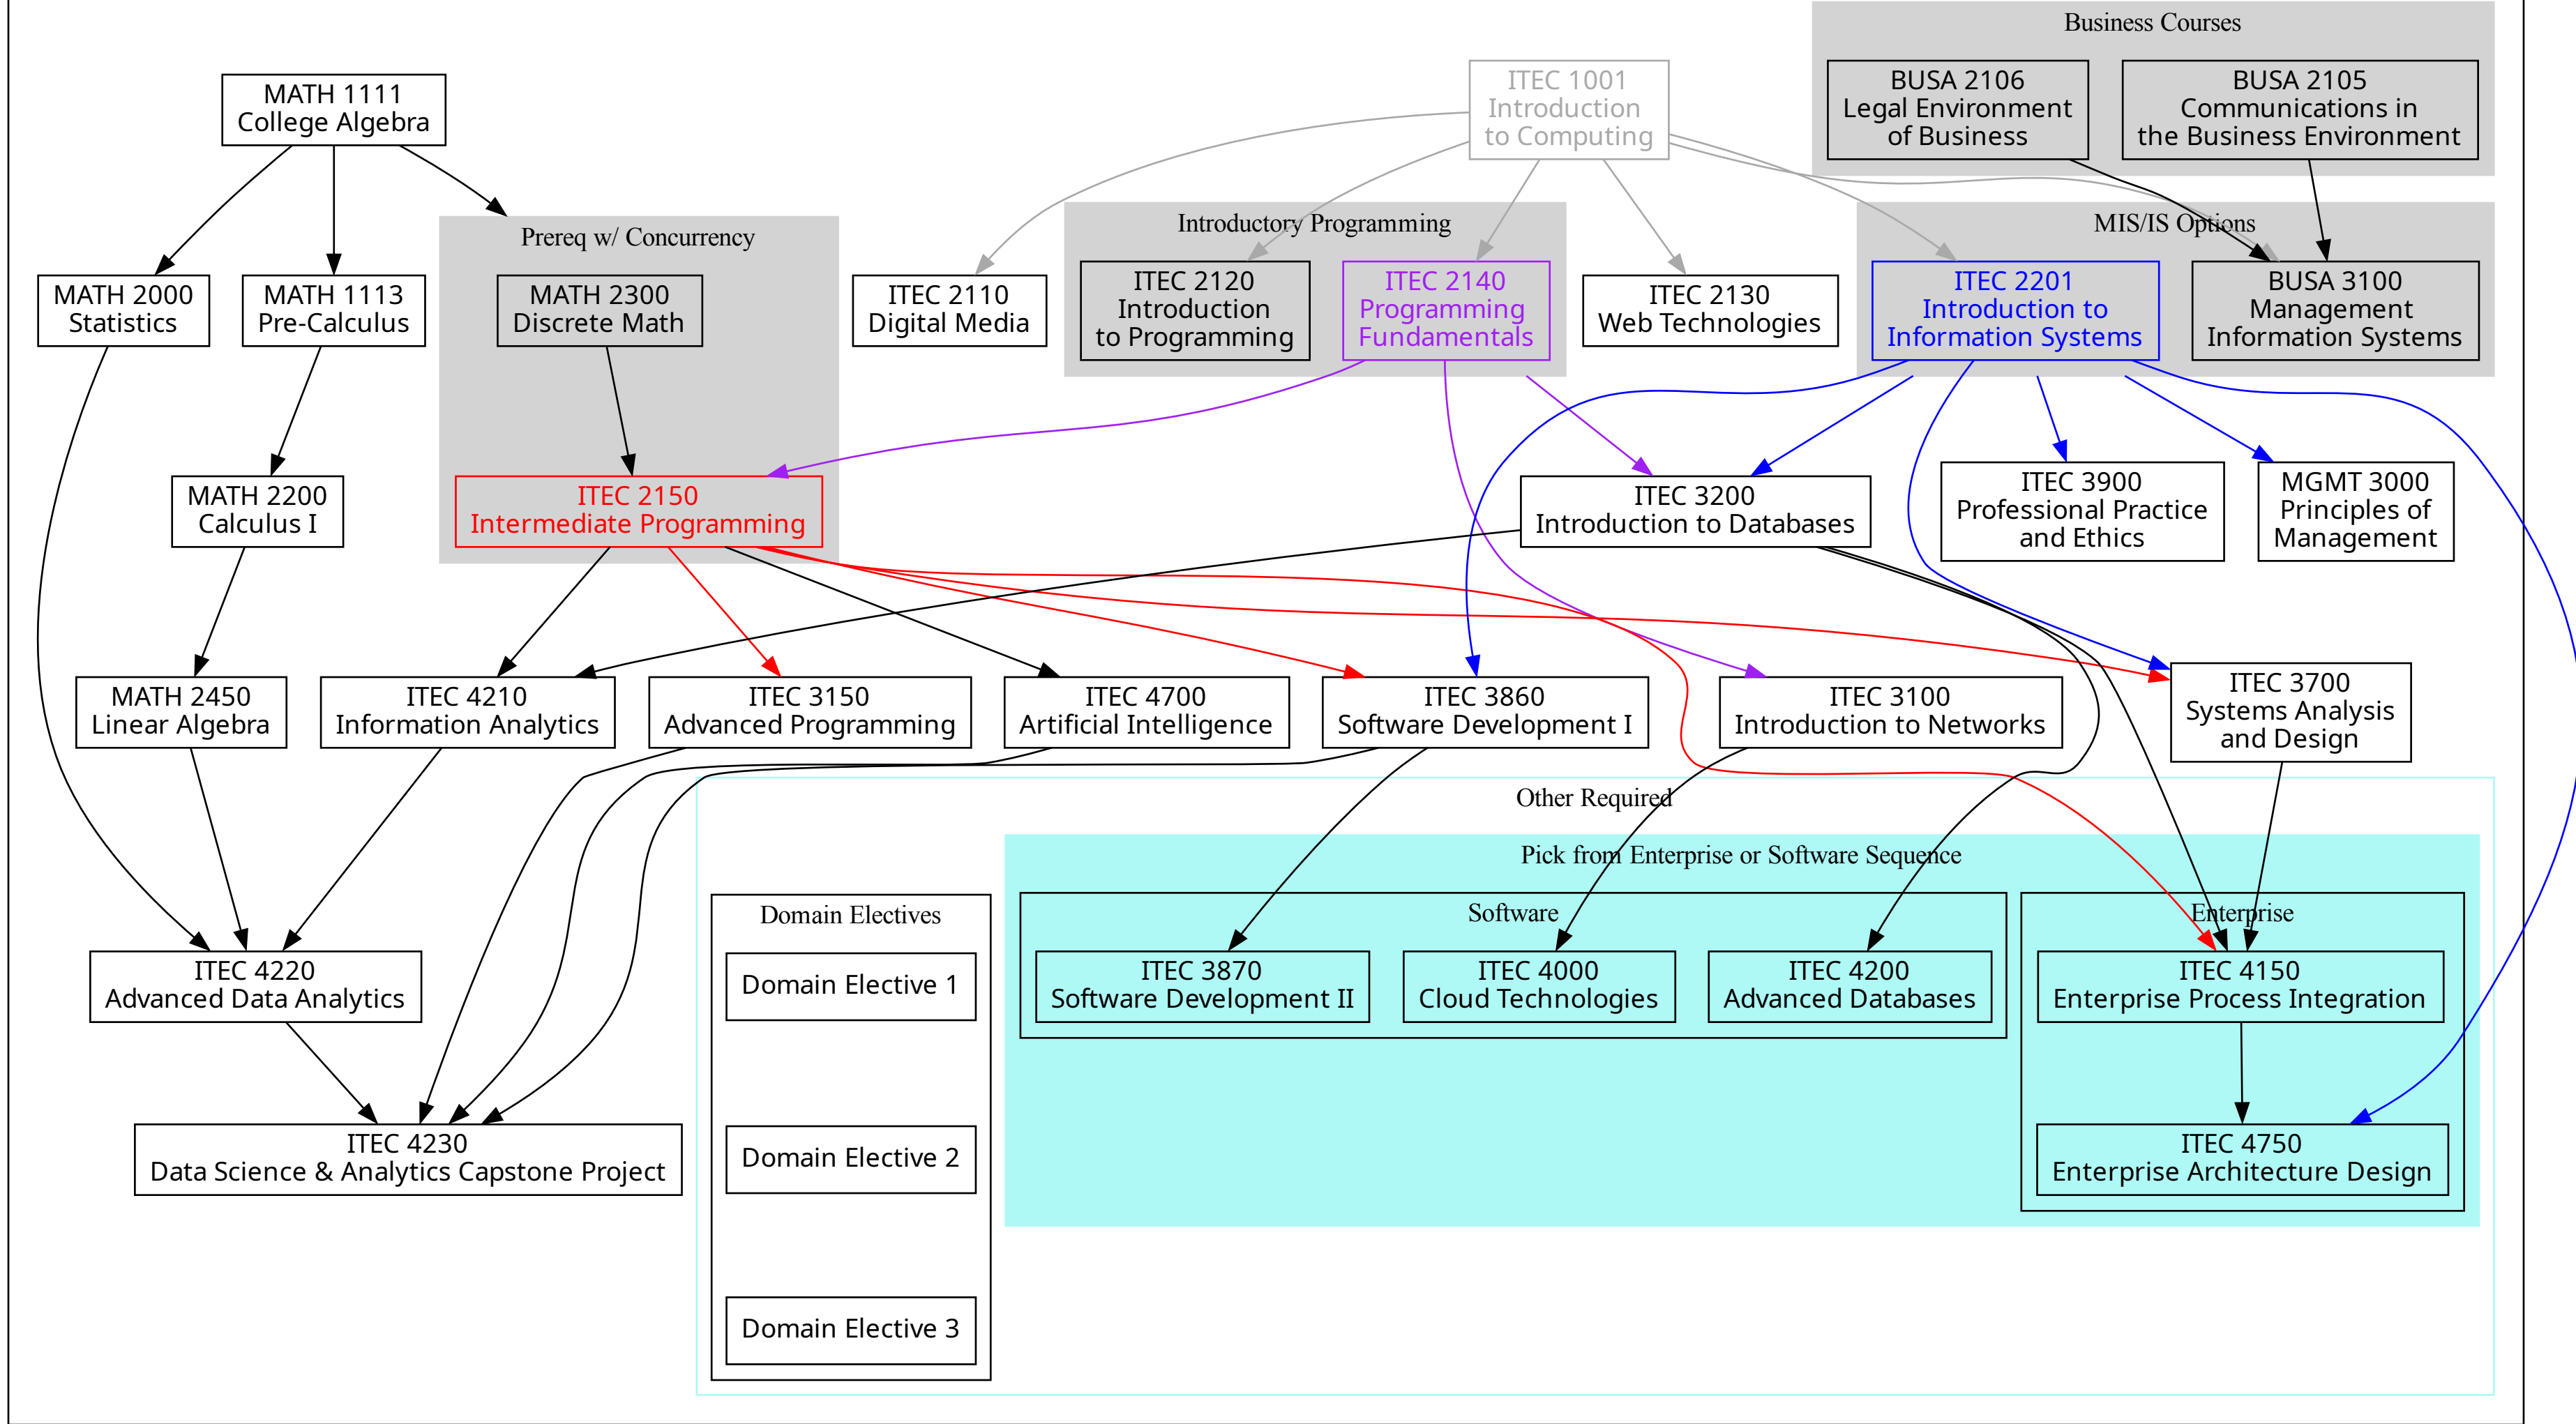 Business Courses
MATH 1111
College Algebra
ITEC 1001
Introduction
to Computing
BUSA 2106
Legal Environment
of Business
BUSA 2105
Communications in
the Business Environment
Prereq w/ Concurrency
Introductory Programming
MIS/IS Options
MATH 2000
Statistics
MATH 1113
Pre-Calculus
MATH 2300
Discrete Math
ITEC 2110
Digital Media
ITEC 2120
Introduction
to Programming
ITEC 2140
Programming
Fundamentals
ITEC 2130
Web Technologies
ITEC 2201
Introduction to
Information Systems
BUSA 3100
Management
Information Systems
MATH 2200
Calculus I
ITEC 2150
Intermediate Programming
ITEC 3200
Introduction to Databases
ITEC 3900
Professional Practice
and Ethics
MGMT 3000
Principles of
Management
MATH 2450
Linear Algebra
ITEC 4210
Information Analytics
ITEC 3150
Advanced Programming
ITEC 4700
Artificial Intelligence
ITEC 3860
Software Development I
ITEC 3100
Introduction to Networks
ITEC 3700
Systems Analysis
and Design
Other Required
Pick from Enterprise or Software Sequence
Domain Electives
Software
Enterprise
ITEC 4220
Advanced Data Analytics
Domain Elective 1
ITEC 3870
Software Development II
ITEC 4000
Cloud Technologies
ITEC 4200
Advanced Databases
ITEC 4150
Enterprise Process Integration
ITEC 4230
Data Science & Analytics Capstone Project
Domain Elective 2
ITEC 4750
Enterprise Architecture Design
Domain Elective 3